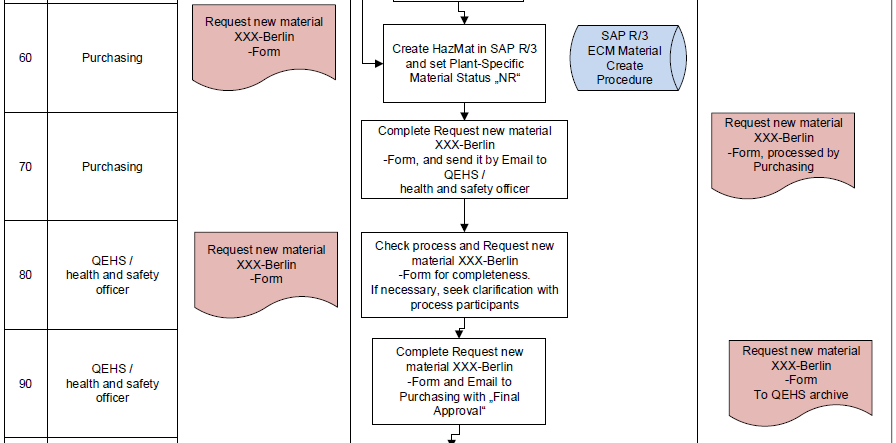 60
Purchasing
Request new material
XXX-Berlin
-Form
Create HazMat in SAP R/3
and set Plant-Specific
Material Status „NR“
SAP R/3
ECM Material
Create
Procedure
70
Purchasing
Complete Request new material
XXX-Berlin
-Form, and send it by Email to
QEHS /
health and safety officer
Request new material
XXX-Berlin
-Form, processed by
Purchasing
80
QEHS /
health and safety
officer
Request new material
XXX-Berlin
-Form
Check process and Request new
material XXX-Berlin
-Form for completeness.
If necessary, seek clarification with
process participants
90
QEHS /
health and safety
officer
Complete Request new
material XXX-Berlin
-Form and Email to
Purchasing with „Final
Approval“
Request new material
XXX-Berlin
-Form
To QEHS archive